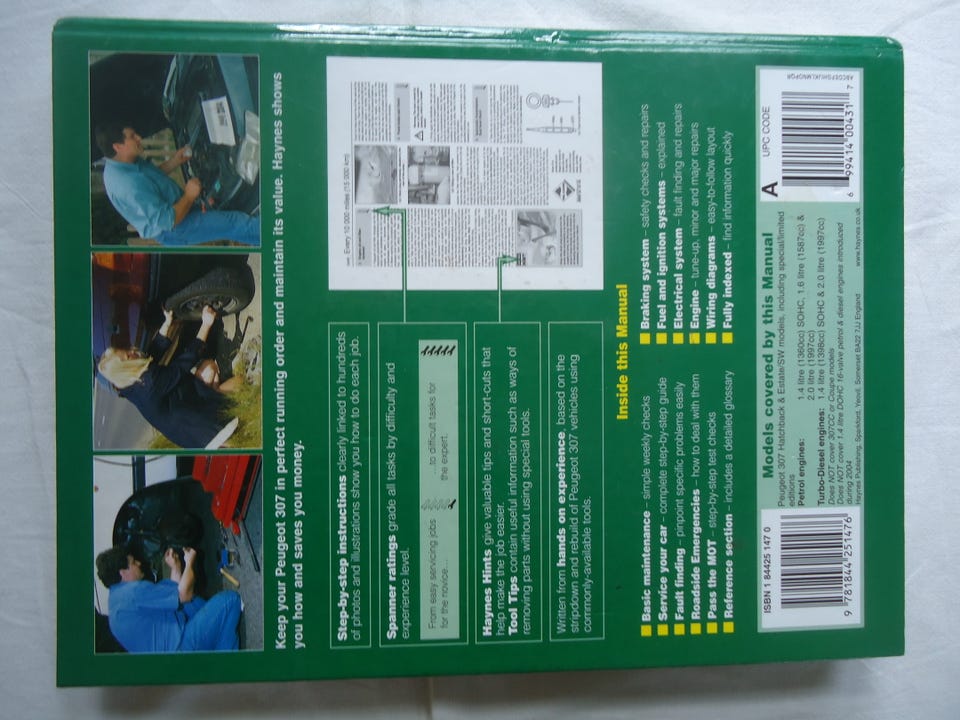 Keep your Peugeot 307 in perfect running order and maintain its value. Haynes shows
you how and saves you money.
Step-by-step instructions clearly linked to hundreds
of photos and illustrations show you how to do each job.
Spanner ratings grade all tasks by difficulty and
experience level.
From easy servicing jobs
for the novice...
...to difficult tasks for
the expert.
Haynes Hints give valuable tips and short-cuts that
help make the job easier.
Tool Tips contain useful information such as ways of
removing parts without using special tools.
Written from hands on experience, based on the
stripdown and rebuild of Peugeot 307 vehicles using
commonly-available tools.
Every 10 000 miles (15 000 km)
Inside this Manual
Basic maintenance – simple weekly checks
Service your car – complete step-by-step guide
Fault finding – pinpoint specific problems easily
Roadside Emergencies – how to deal with them
Pass the MOT – step-by-step test checks
Reference section – includes a detailed glossary
Braking system – safety checks and repairs
Fuel and ignition systems – explained
Electrical system – fault finding and repairs
Engine – tune-up, minor and major repairs
Wiring diagrams – easy-to-follow layout
Fully indexed – find information quickly
ISBN 1 84425 147 0
9 781844 251476
Models covered by this Manual
Peugeot 307 Hatchback & Estate/SW models, including special/limited
editions
Petrol engines: 1.4 litre (1360cc) SOHC, 1.6 litre (1587cc) &
2.0 litre (1997cc)
Turbo-Diesel engines: 1.4 litre (1398cc) SOHC & 2.0 litre (1997cc)
Does NOT cover 307CC or Coupe models
Does NOT cover 1.4 litre DOHC 16-valve petrol & diesel engines introduced
during 2004
Haynes Publishing, Sparkford, Yeovil, Somerset BA22 7JJ England
www.haynes.co.uk
A
UPC CODE
6 99414 00431 7
ABCDEFGHIJKLMNOPQR